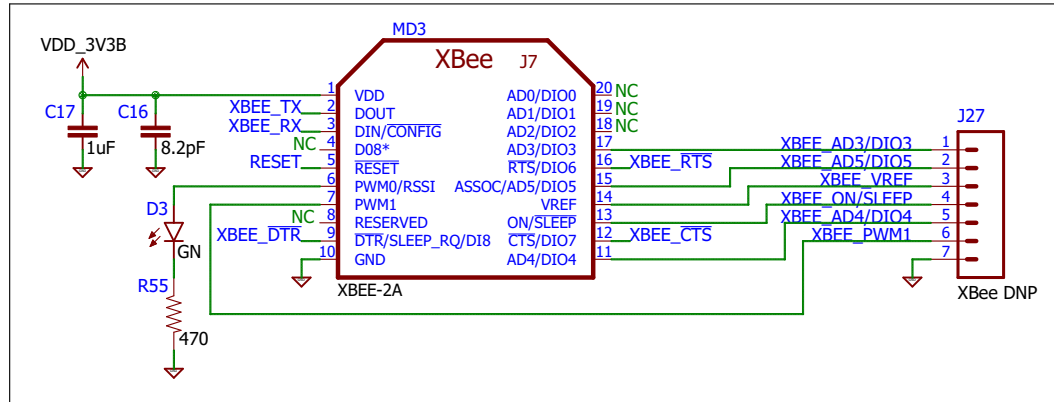 MD3
VDD_3V3B
XBee J7
C17
1uF
C16
8.2pF
XBEE_TX
XBEE_RX
NC
RESET
NC
XBEE_DTR
D3
GN
R55
470
1 VDD
2 DOUT
3 DIN/CONFIG
4 D08*
5 RESET
6 PWM0/RSSI
7 PWM1
8 RESERVED
9 DTR/SLEEP_RQ/DI8
10 GND
AD0/DIO0 20 NC
AD1/DIO1 19 NC
AD2/DIO2 18 NC
AD3/DIO3 17
RTS/DIO6 16 XBEE_RTS
ASSOC/AD5/DIO5 15
VREF 14
ON/SLEEP 13
CTS/DIO7 12 XBEE_CTS
AD4/DIO4 11
XBEE-2A
J27
XBEE_AD3/DIO3 1
XBEE_AD5/DIO5 2
XBEE_VREF 3
XBEE_ON/SLEEP 4
XBEE_AD4/DIO4 5
XBEE_PWM1 6
7
XBee DNP